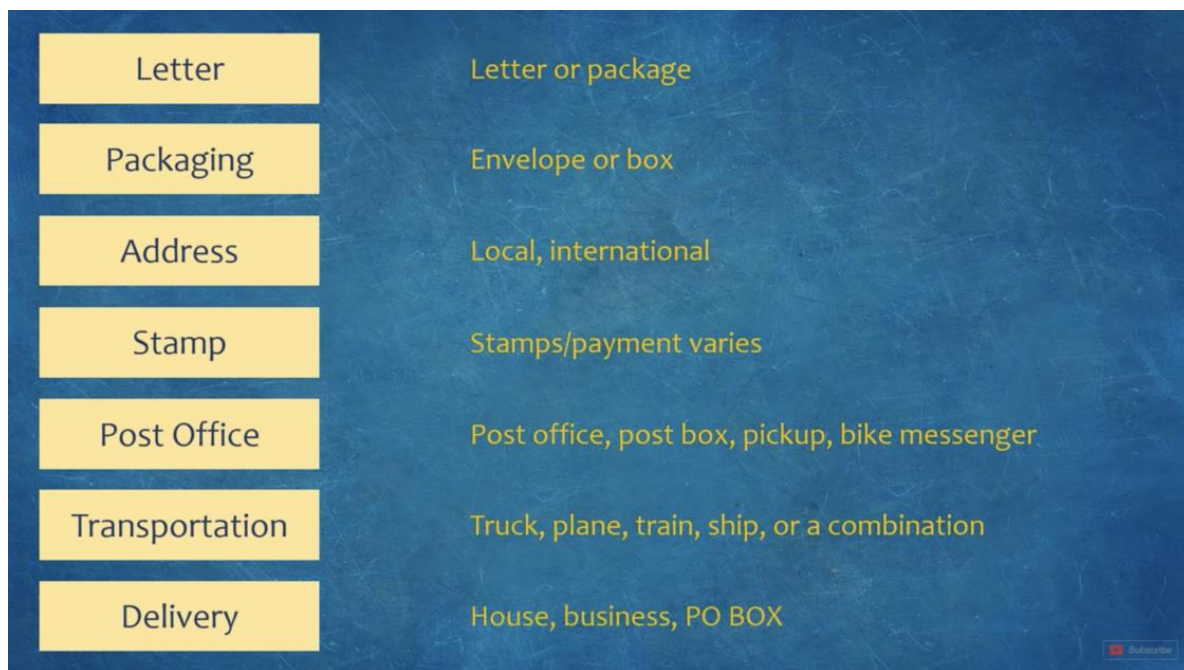 Letter
Letter or package
Packaging
Envelope or box
Address
Local, international
Stamp
Stamps/payment varies
Post Office
Post office, post box, pickup, bike messenger
Transportation
Truck, plane, train, ship, or a combination
Delivery
House, business, PO BOX
Subscribe